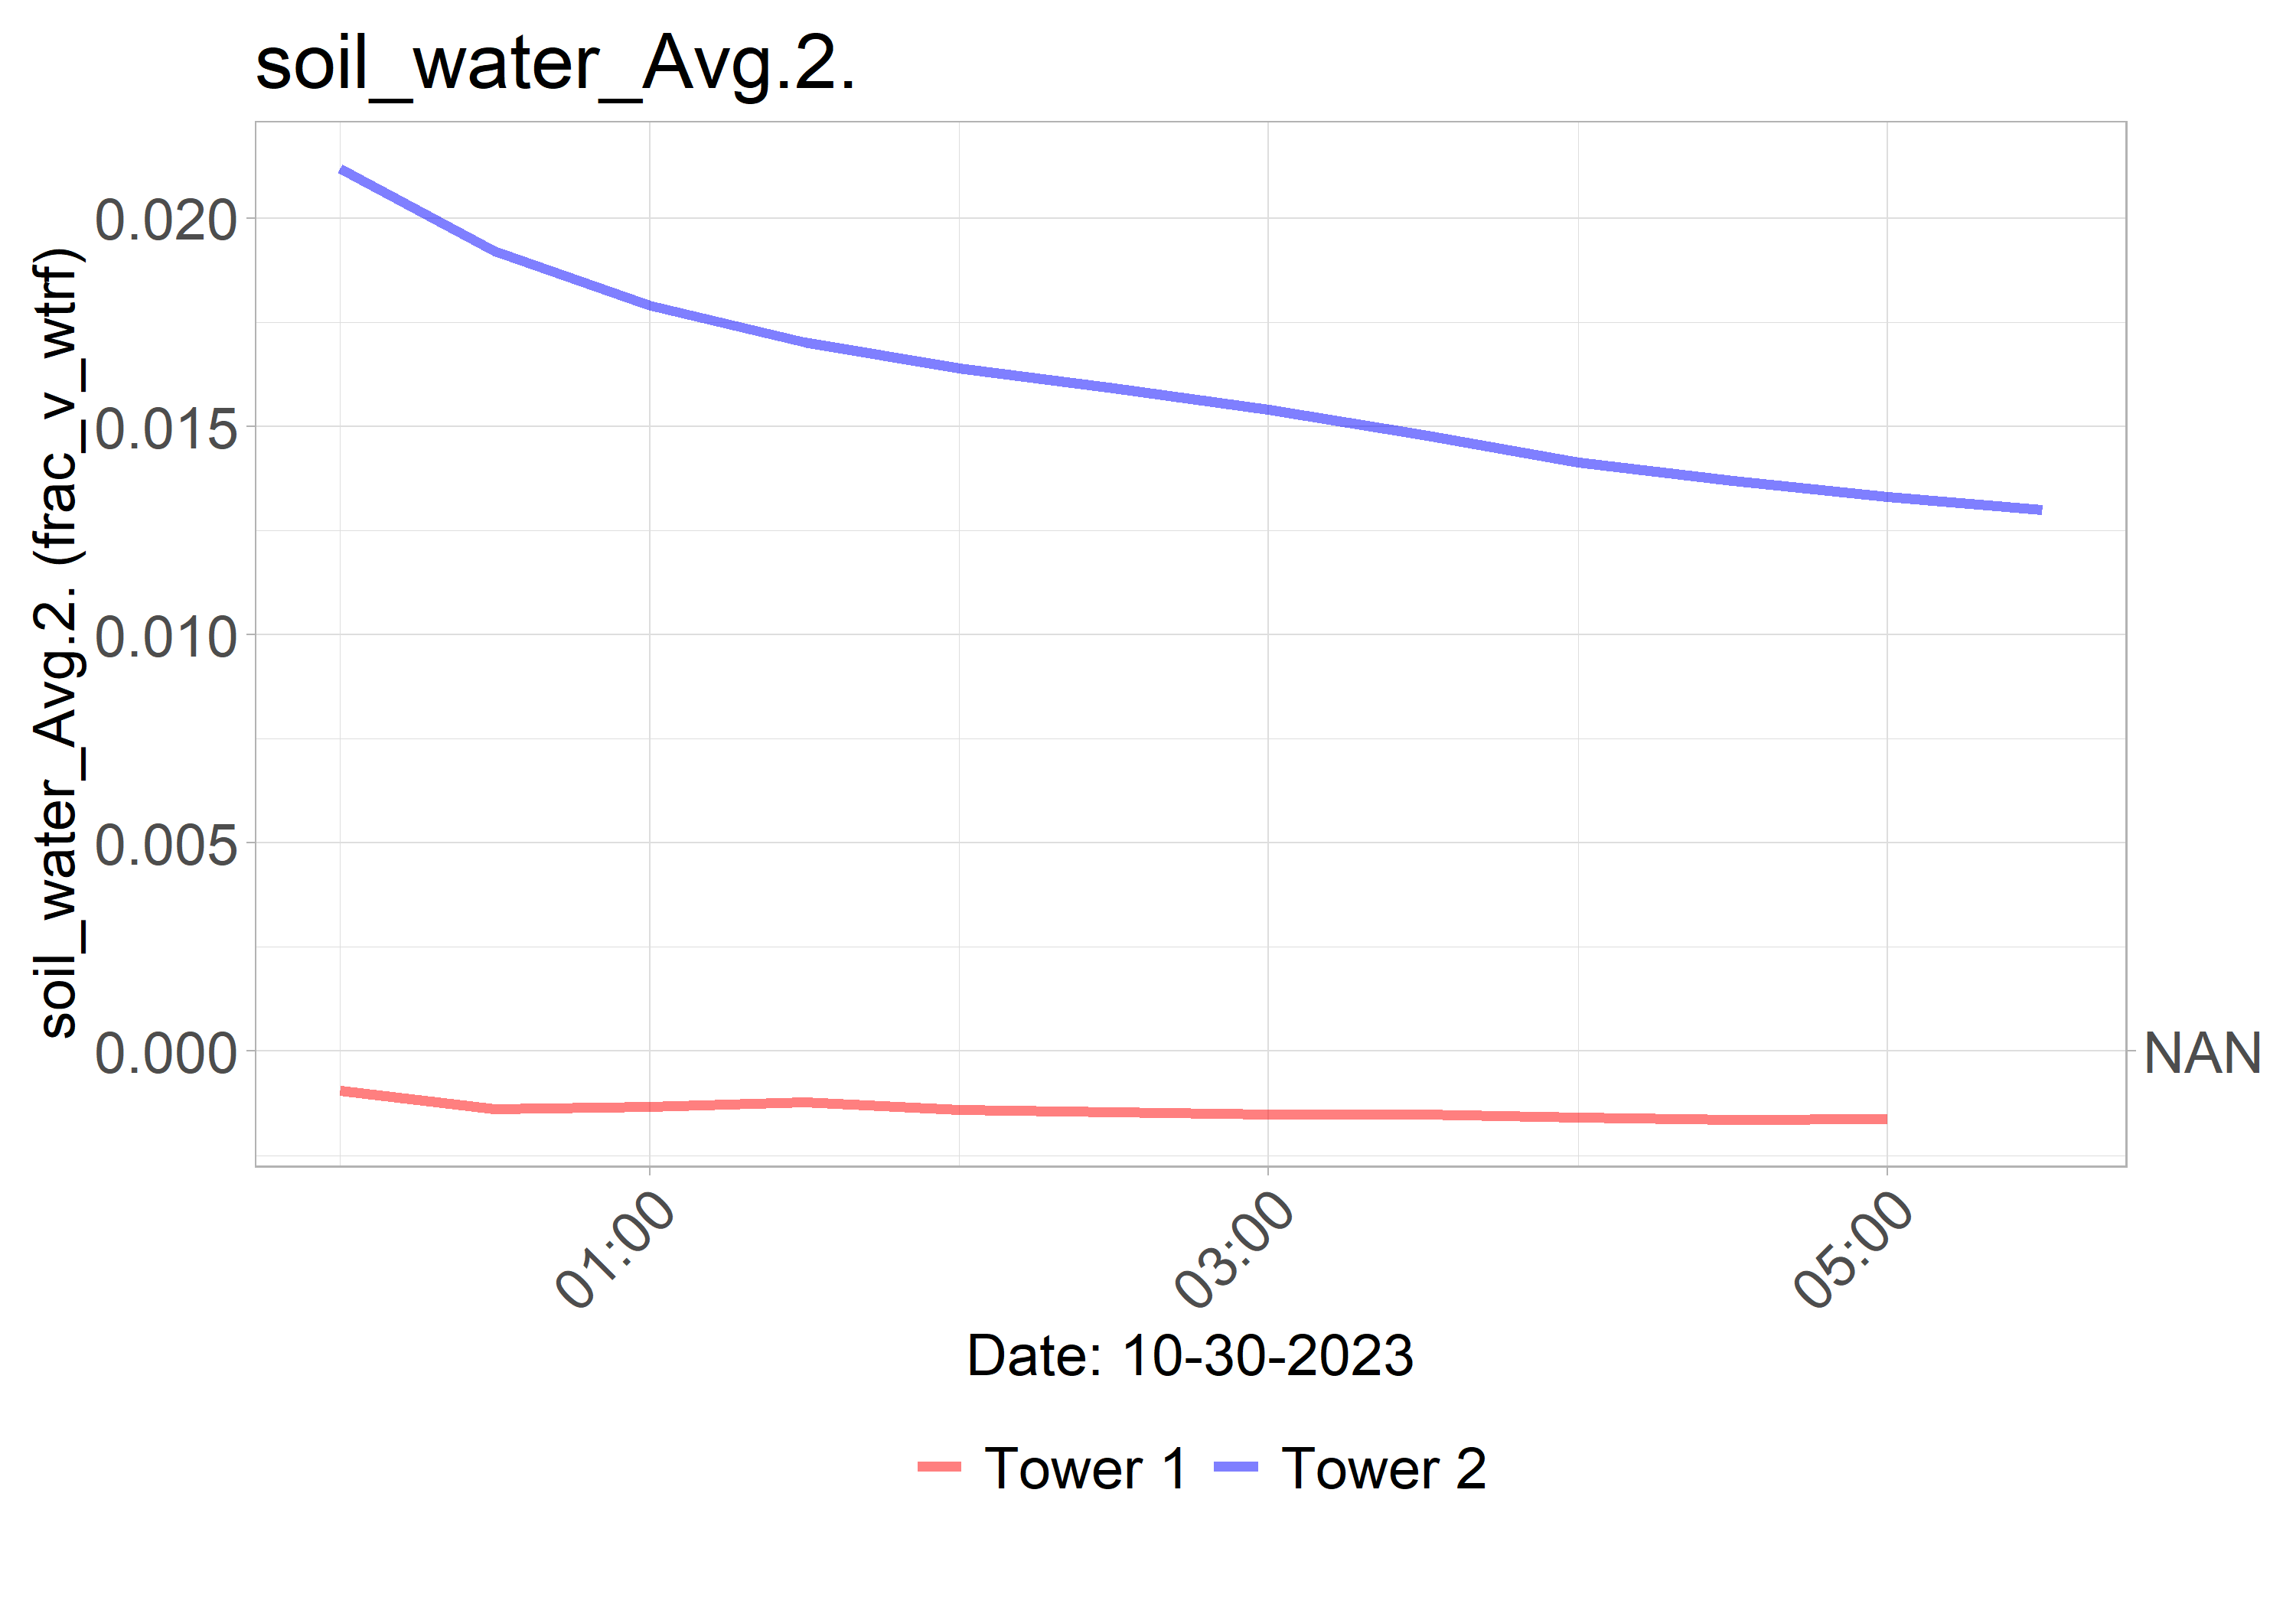 soil_water_Avg.2.
soil_water_Avg.2. (frac_v_wtrf)
0.020
0.015
0.010
0.005
0.000
NAN
01:00
03:00
05:00
Date: 10-30-2023
Tower 1
Tower 2